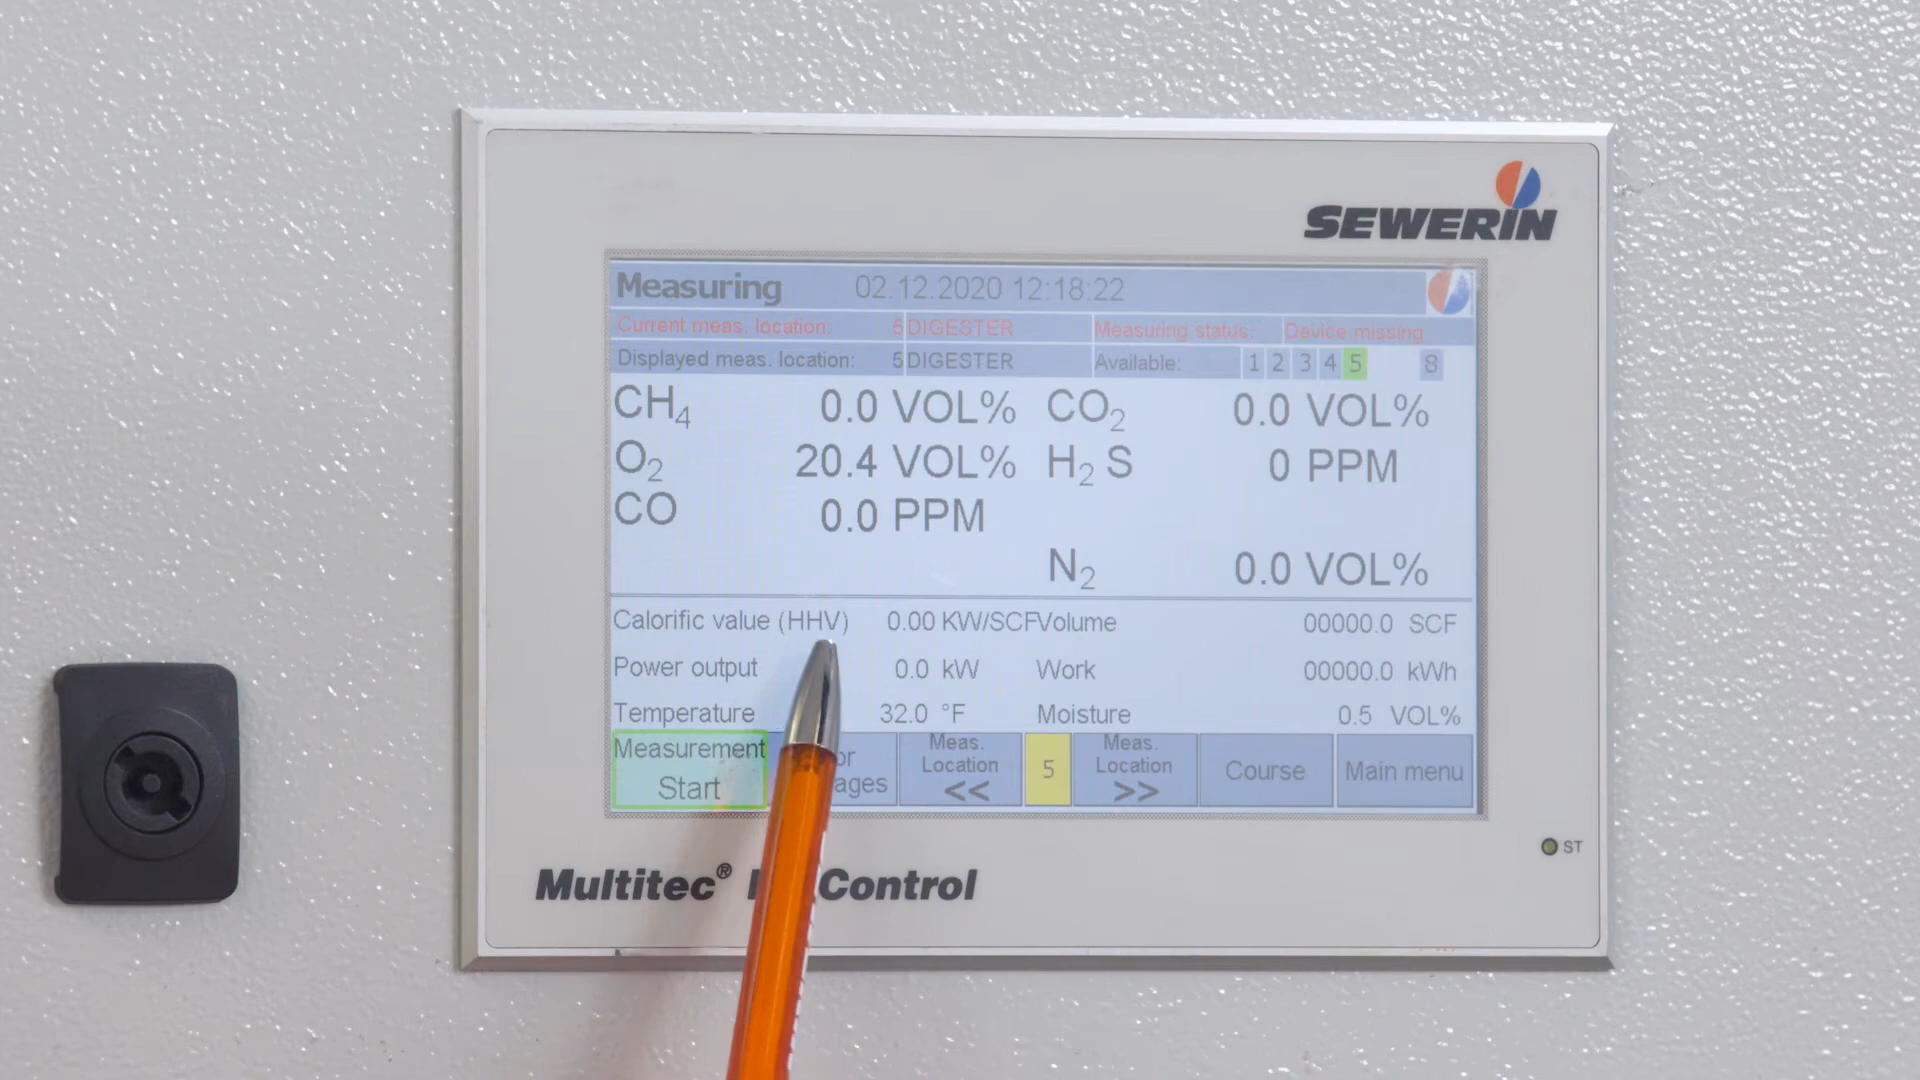 SEWERIN
Measuring 02.12.2020 12:18:22
Current meas. location: 5 DIGESTER Measuring status: Device missing
Displayed meas. location: 5 DIGESTER Available: 1 2 3 4 5 8
CH4 0.0 VOL% CO2 0.0 VOL%
O2 20.4 VOL% H2 S 0 PPM
CO 0.0 PPM
N2 0.0 VOL%
Calorific value (HHV) 0.00 KW/SCF Volume 00000.0 SCF
Power output 0.0 kW Work 00000.0 kWh
Temperature 32.0 °F Moisture 0.5 VOL%
Measurement Start
Meas. Location <<
5
Meas. Location >>
Course
Main menu
ST
Multitec® Control